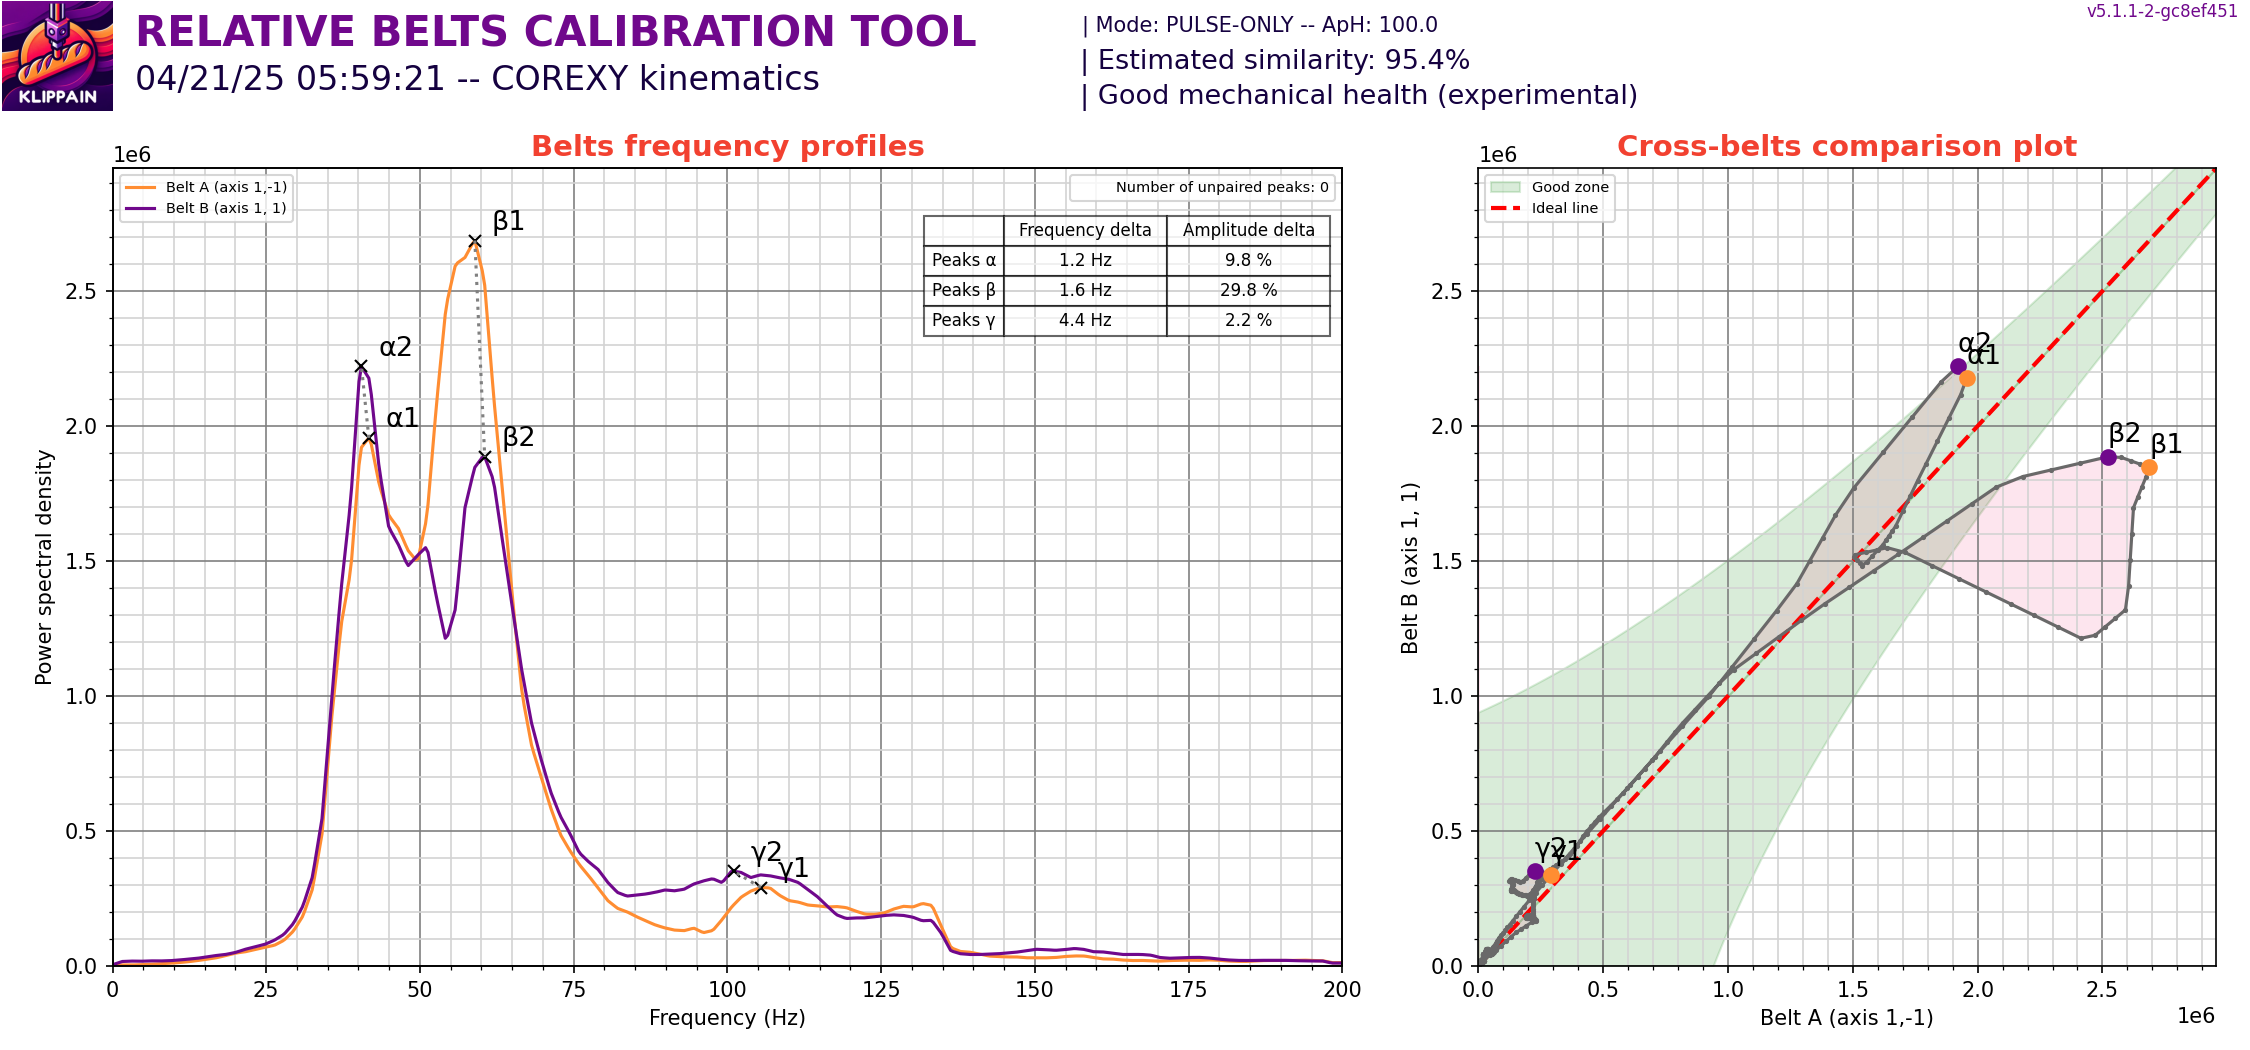 KLIPPAIN
RELATIVE BELTS CALIBRATION TOOL
04/21/25 05:59:21 -- COREXY kinematics
| Mode: PULSE-ONLY -- ApH: 100.0
| Estimated similarity: 95.4%
| Good mechanical health (experimental)
v5.1.1-2-gc8ef451
Belts frequency profiles
1e6
Belt A (axis 1,-1)
Belt B (axis 1, 1)
Number of unpaired peaks: 0
Frequency delta Amplitude delta
Peaks α 1.2 Hz 9.8 %
Peaks β 1.6 Hz 29.8 %
Peaks γ 4.4 Hz 2.2 %
β1
α2
α1
β2
γ2
γ1
2.5
2.0
1.5
1.0
0.5
0.0
Power spectral density
0 25 50 75 100 125 150 175 200
Frequency (Hz)
Cross-belts comparison plot
1e6
Good zone
Ideal line
α2
α1
β2
β1
γ2
γ1
2.5
2.0
1.5
1.0
0.5
0.0
Belt B (axis 1, 1)
0.0 0.5 1.0 1.5 2.0 2.5
Belt A (axis 1,-1)
1e6